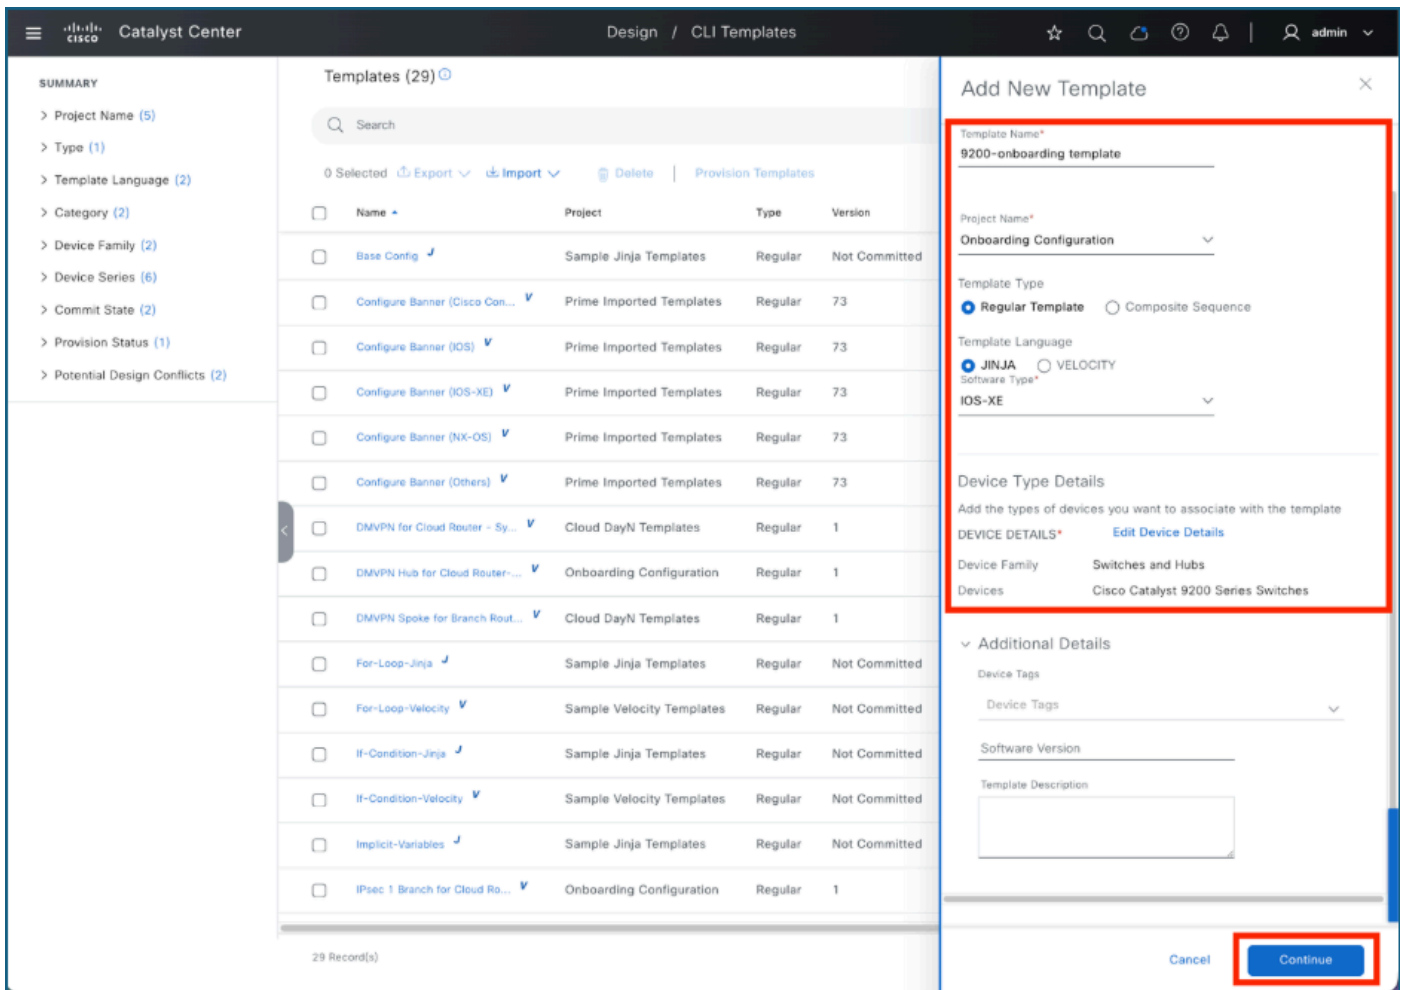 cisco Catalyst Center
Design / CLI Templates
admin
SUMMARY
Project Name (5)
Type (1)
Template Language (2)
Category (2)
Device Family (2)
Device Series (6)
Commit State (2)
Provision Status (1)
Potential Design Conflicts (2)
Templates (29)
Search
0 Selected Export Import Delete | Provision Templates
Name Project Type Version
Base Config J Sample Jinja Templates Regular Not Committed
Configure Banner (Cisco Con... V Prime Imported Templates Regular 73
Configure Banner (IOS) V Prime Imported Templates Regular 73
Configure Banner (IOS-XE) V Prime Imported Templates Regular 73
Configure Banner (NX-OS) V Prime Imported Templates Regular 73
Configure Banner (Others) V Prime Imported Templates Regular 73
DMVPN for Cloud Router - Sy... V Cloud DayN Templates Regular 1
DMVPN Hub for Cloud Router-... V Onboarding Configuration Regular 1
DMVPN Spoke for Branch Rout... V Cloud DayN Templates Regular 1
For-Loop-Jinja J Sample Jinja Templates Regular Not Committed
For-Loop-Velocity V Sample Velocity Templates Regular Not Committed
If-Condition-Jinja J Sample Jinja Templates Regular Not Committed
If-Condition-Velocity V Sample Velocity Templates Regular Not Committed
Implicit-Variables J Sample Jinja Templates Regular Not Committed
IPsec 1 Branch for Cloud Ro... V Onboarding Configuration Regular 1
29 Record(s)
Add New Template
Template Name*
9200-onboarding template
Project Name*
Onboarding Configuration
Template Type
Regular Template Composite Sequence
Template Language
JINJA VELOCITY
Software Type*
IOS-XE
Device Type Details
Add the types of devices you want to associate with the template
DEVICE DETAILS* Edit Device Details
Device Family Switches and Hubs
Devices Cisco Catalyst 9200 Series Switches
Additional Details
Device Tags
Device Tags
Software Version
Template Description
Cancel Continue